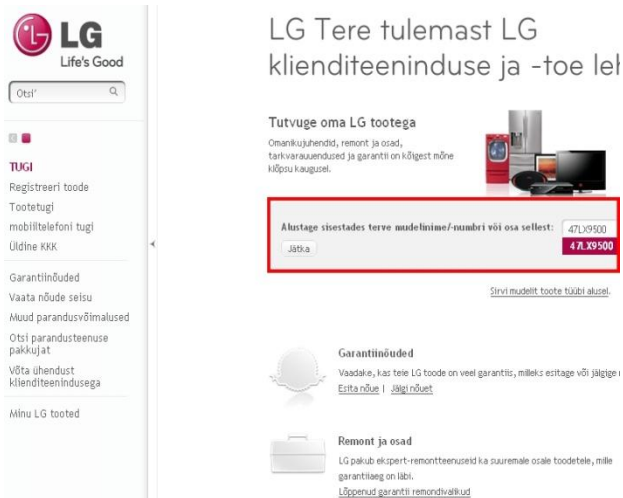 LG
Life's Good
Otsi
TUGI
Registreeri toode
Tootetugi
mobiiltelefoni tugi
Üldine KKK
Garantiinõuded
Vaata nõude seisu
Muud parandusvõimalused
Otsi parandusteenuse
pakkujat
Võta ühendust
klienditeenindusega
Minu LG tooted
LG Tere tulemast LG
klienditeeninduse ja -toe leh
Tutvuge oma LG tootega
Omanikujuhendid, remont ja osad,
tarkvarauuendused ja garantii on kõigest mõne
klõpsu kaugusel.
Alustage sisestades terve mudelinime/-numbri või osa sellest: 47LX9500
Jätka 47LX9500
Sirvi mudelit toote tüübi alusel.
Garantiinõuded
Vaadake, kas teie LG toode on veel garantiis, milleks esitage või jälgige
Esita nõue | Jälgi nõuet
Remont ja osad
LG pakub ekspert-remontteenuseid ka suuremale osale toodetele, mille
garantiiaeg on läbi.
Lõppenud garantii remondivalikud